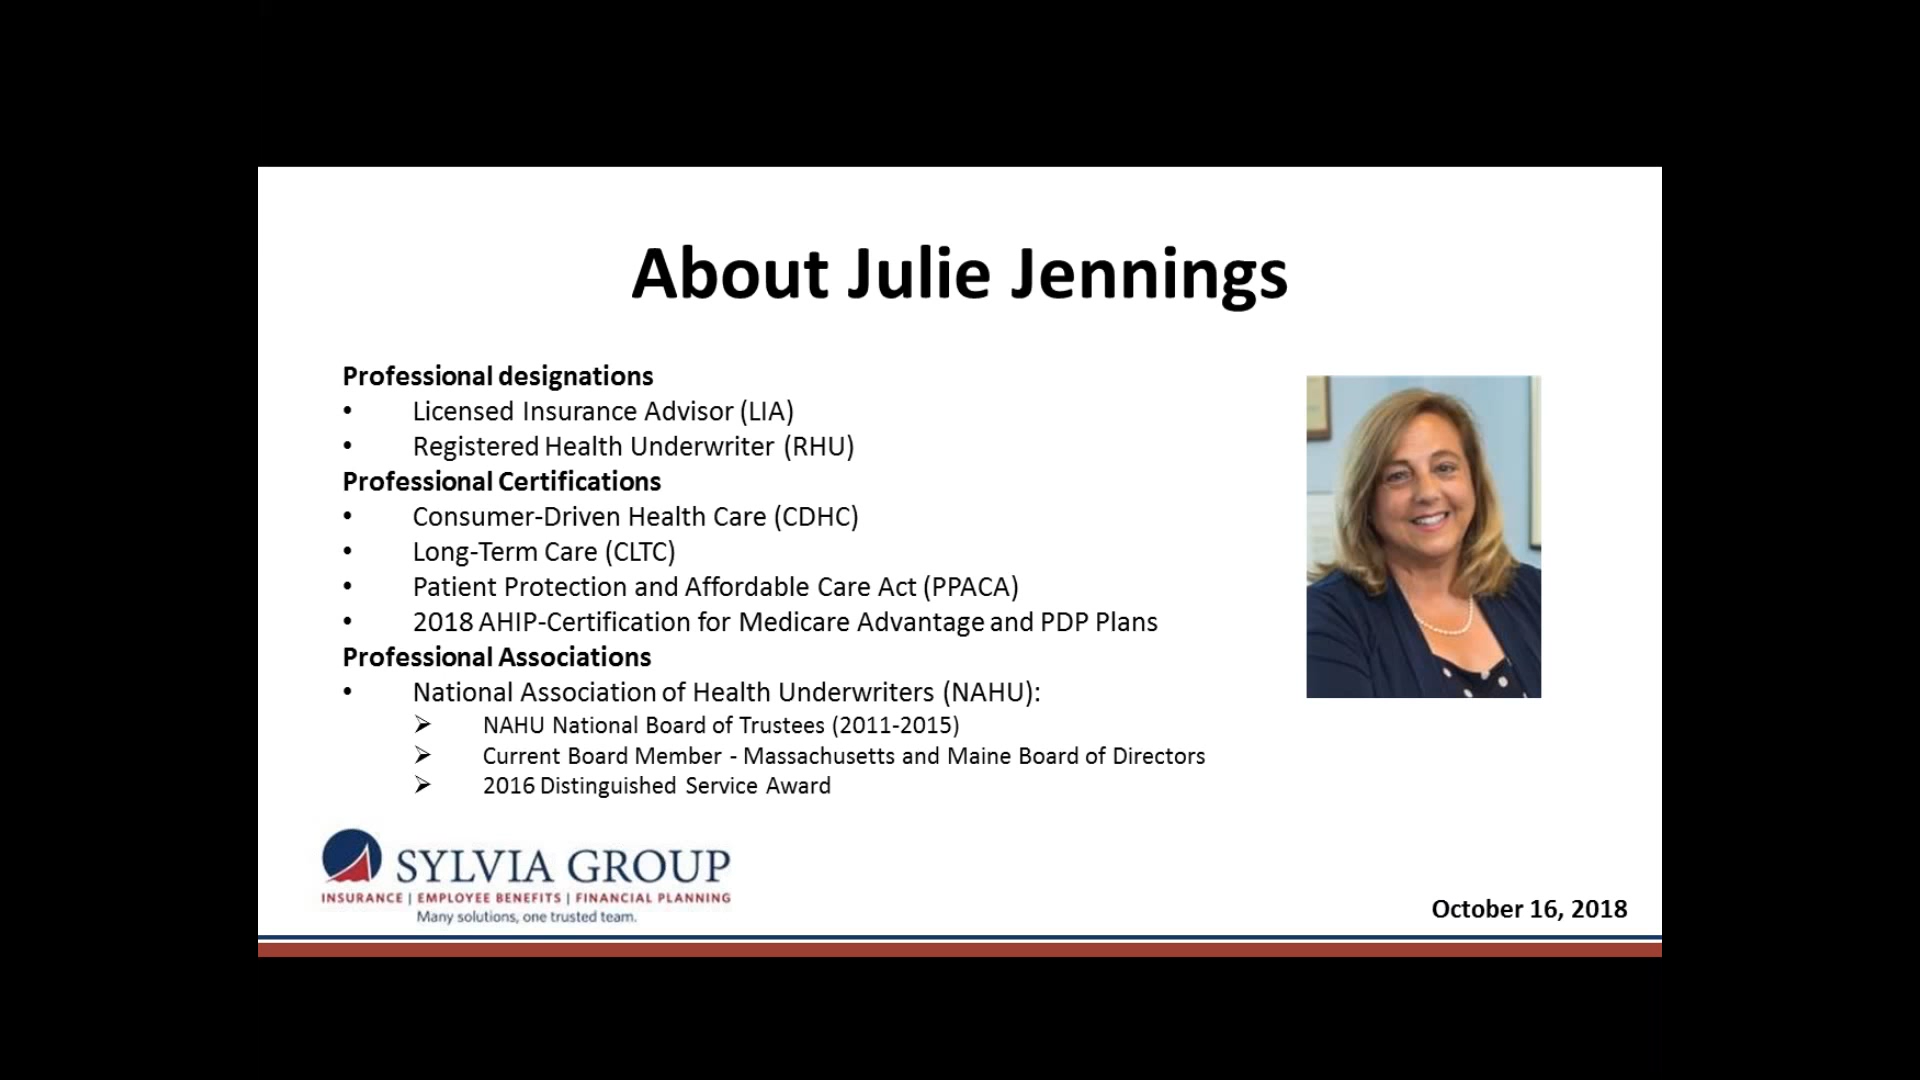 About Julie Jennings
Professional designations
• Licensed Insurance Advisor (LIA)
• Registered Health Underwriter (RHU)
Professional Certifications
• Consumer-Driven Health Care (CDHC)
• Long-Term Care (CLTC)
• Patient Protection and Affordable Care Act (PPACA)
• 2018 AHIP-Certification for Medicare Advantage and PDP Plans
Professional Associations
• National Association of Health Underwriters (NAHU):
➢ NAHU National Board of Trustees (2011-2015)
➢ Current Board Member - Massachusetts and Maine Board of Directors
➢ 2016 Distinguished Service Award
SYLVIA GROUP
INSURANCE | EMPLOYEE BENEFITS | FINANCIAL PLANNING
Many solutions, one trusted team.
October 16, 2018